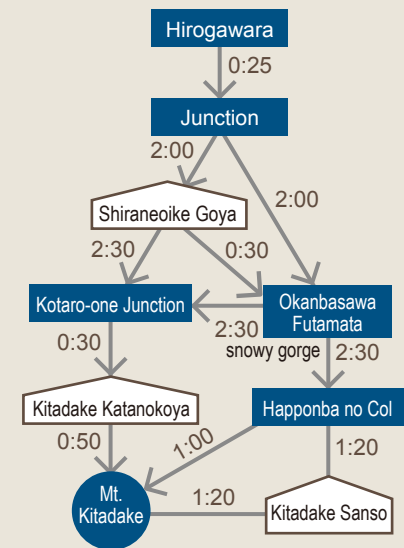 Hirogawara
0:25
Junction
2:00
2:00
Shiraneoike Goya
2:30
0:30
Kotaro-one Junction
Okanbasawa
Futamata
2:30
snowy gorge
0:30
2:30
Kitadake Katanokoya
Happonba no Col
0:50
1:00
1:20
Mt.
Kitadake
1:20
Kitadake Sanso